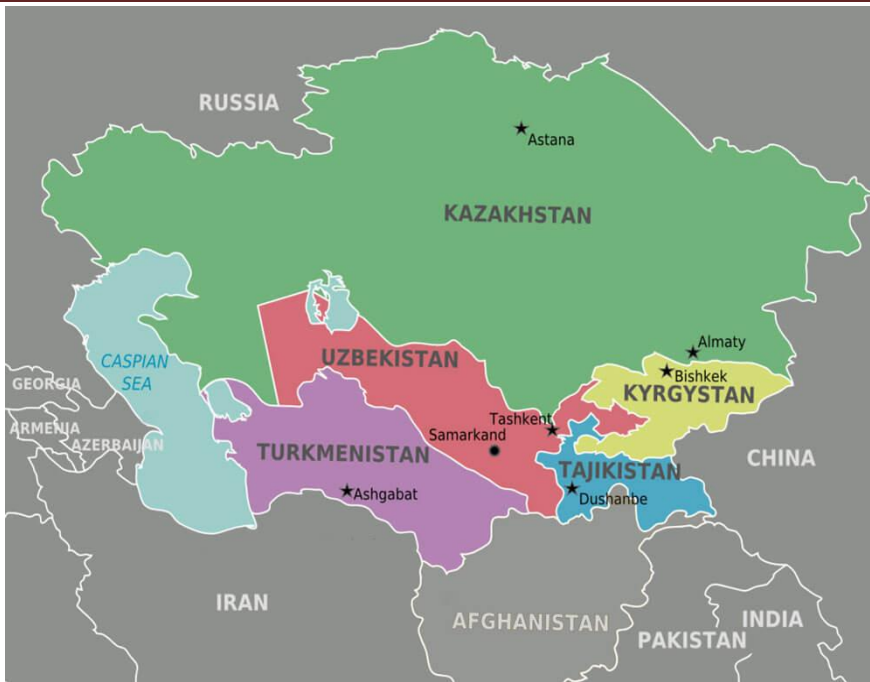 RUSSIA
Astana
KAZAKHSTAN
Almaty
UZBEKISTAN
CASPIAN
SEA
Bishkek
GEORGIA
KYRGYSTAN
Tashkent
ARMENIA
Samarkand
AZERBAIJAN
TURKMENISTAN
CHINA
TAJIKISTAN
Ashgabat
Dushanbe
IRAN
AFGHANISTAN
INDIA
PAKISTAN